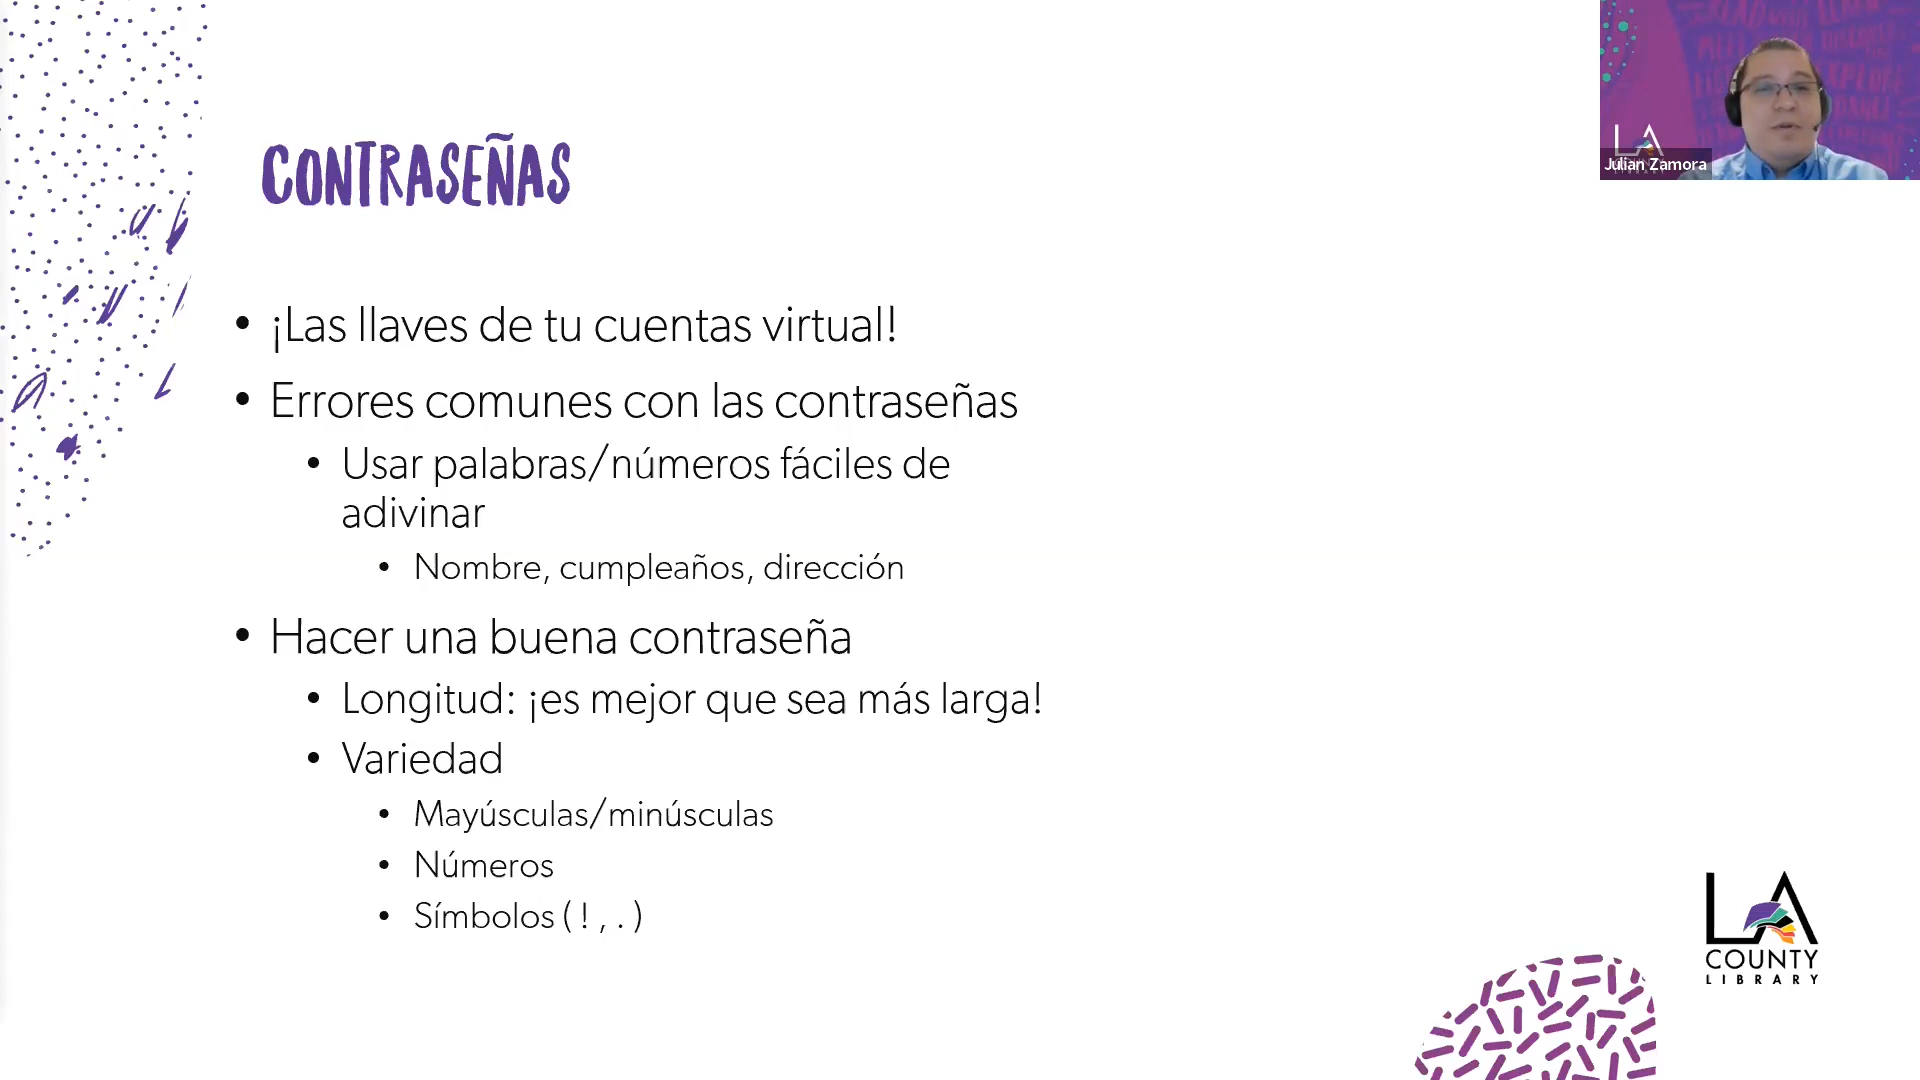 CONTRASEÑAS
• ¡Las llaves de tu cuentas virtual!
• Errores comunes con las contraseñas
• Usar palabras/números fáciles de
adivinar
• Nombre, cumpleaños, dirección
• Hacer una buena contraseña
• Longitud: ¡es mejor que sea más larga!
• Variedad
• Mayúsculas/minúsculas
• Números
• Símbolos ( ! , . )
LA
Julian Zamora
LA
COUNTY
LIBRARY